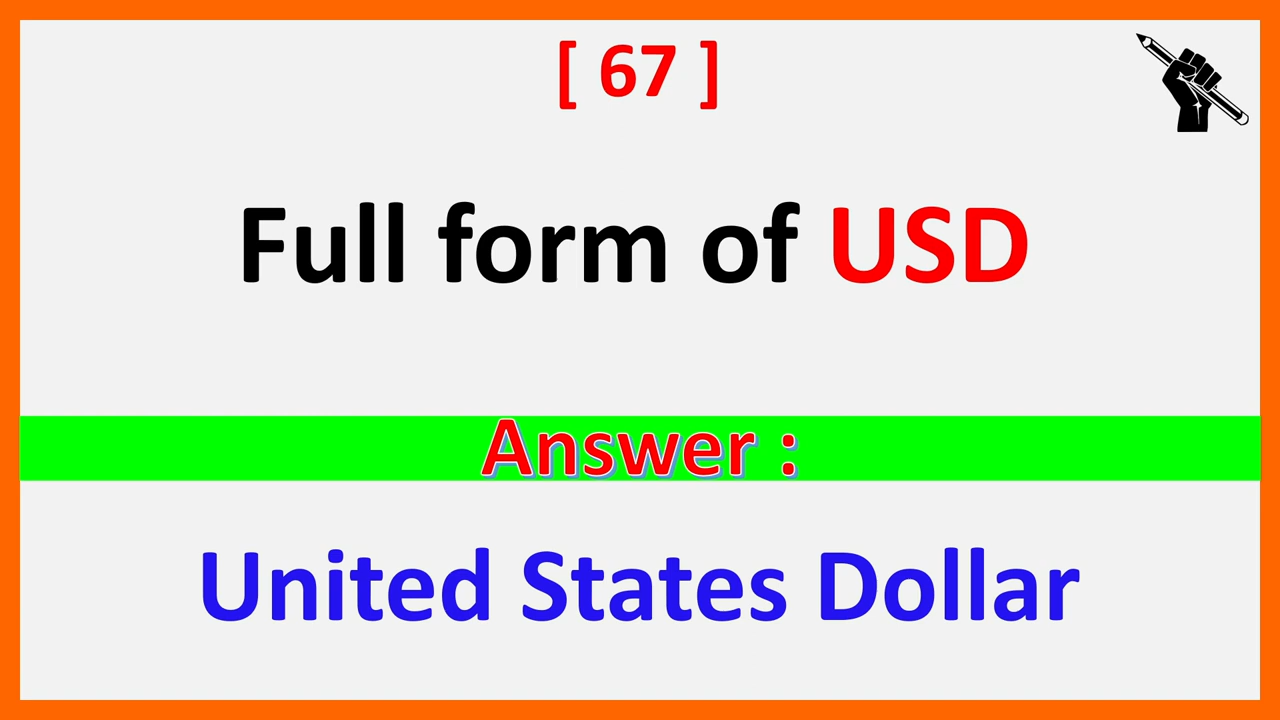 [ 67 ]
Full form of USD
Answer :
United States Dollar